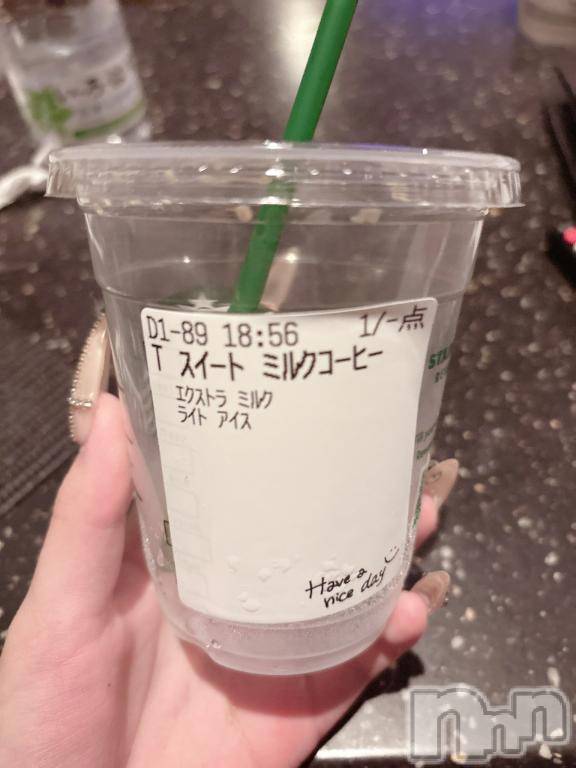 D1-89 18:56 1/-点
T スイート ミルクコーヒー
エクストラ ミルク
ライト アイス
Have a
nice day
nnn